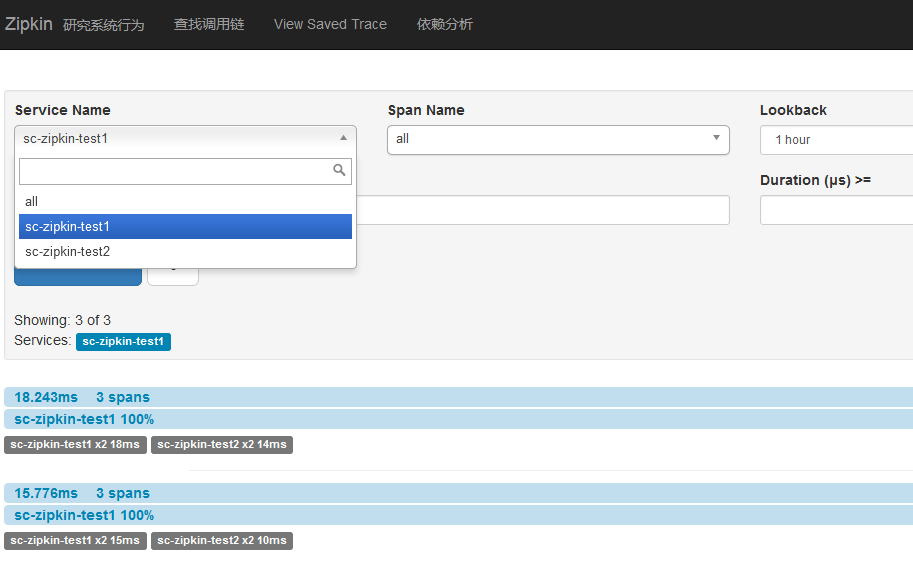 Zipkin 研究系统行为 查找调用链 View Saved Trace 依赖分析
Service Name Span Name Lookback
sc-zipkin-test1 all 1 hour
all
Duration (μs) >=
sc-zipkin-test1
sc-zipkin-test2
Showing: 3 of 3
Services: sc-zipkin-test1
18.243ms 3 spans
sc-zipkin-test1 100%
sc-zipkin-test1 x2 18ms sc-zipkin-test2 x2 14ms
15.776ms 3 spans
sc-zipkin-test1 100%
sc-zipkin-test1 x2 15ms sc-zipkin-test2 x2 10ms